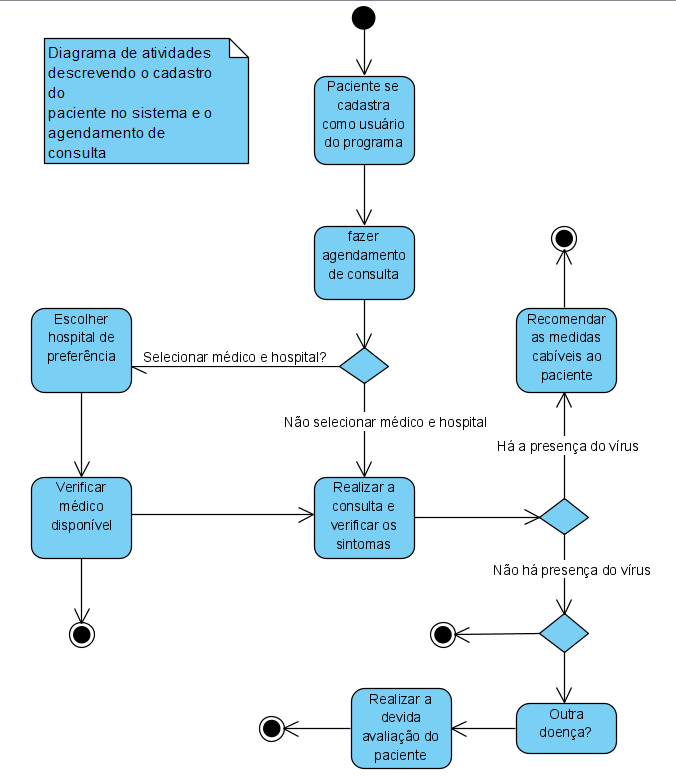 Diagrama de atividades
descrevendo o cadastro
do
paciente no sistema e o
agendamento de
consulta
Paciente se
cadastra
como usuário
do programa
fazer
agendamento
de consulta
Escolher
hospital de
preferência
Selecionar médico e hospital?
Recomendar
as medidas
cabíveis ao
paciente
Não selecionar médico e hospital
Há a presença do vírus
Verificar
médico
disponível
Realizar a
consulta e
verificar os
sintomas
Não há presença do vírus
Realizar a
devida
avaliação do
paciente
Outra
doença?